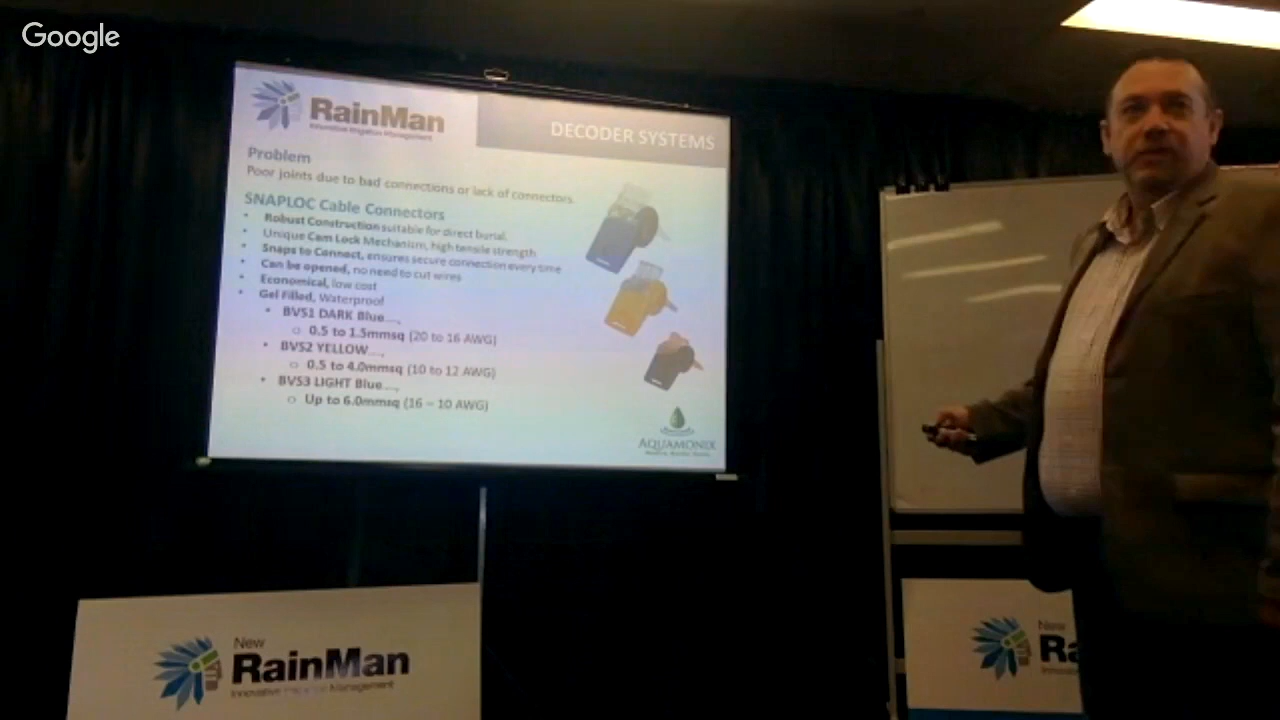 Google
RainMan
Innovative Irrigation Management
DECODER SYSTEMS
Problem
Poor joints due to bad connections or lack of connectors.
SNAPLOC Cable Connectors
• Robust Construction suitable for direct burial,
• Unique Cam Lock Mechanism, high tensile strength
• Snaps to Connect, ensures secure connection every time
• Can be opened, no need to cut wires
• Economical, low cost
• Gel Filled, Waterproof
• BVS1 DARK Blue....,
o 0.5 to 1.5mmsq (20 to 16 AWG)
• BVS2 YELLOW....,
o 0.5 to 4.0mmsq (10 to 12 AWG)
• BVS3 LIGHT Blue....,
o Up to 6.0mmsq (16 – 10 AWG)
AQUAMONIX
New
RainMan
Innovative Irrigation Management
New
Ra